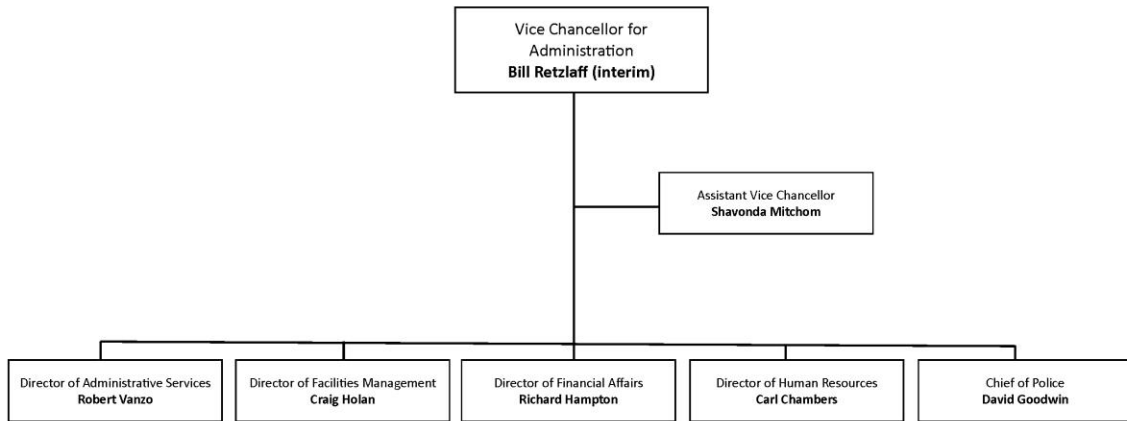 Vice Chancellor for
Administration
Bill Retzlaff (interim)
Assistant Vice Chancellor
Shavonda Mitchom
Director of Administrative Services
Robert Vanzo
Director of Facilities Management
Craig Holan
Director of Financial Affairs
Richard Hampton
Director of Human Resources
Carl Chambers
Chief of Police
David Goodwin